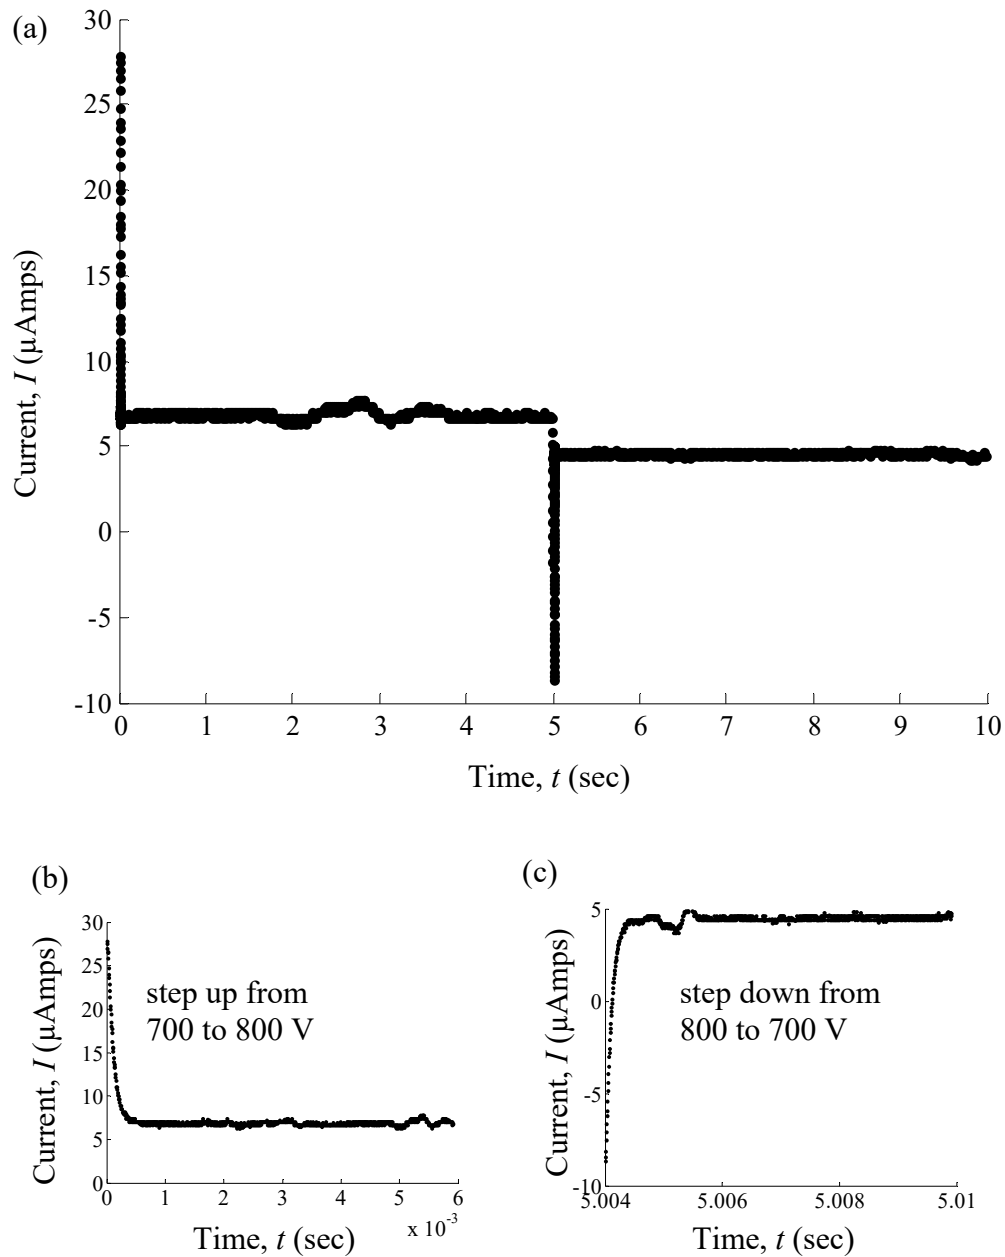 (a)
30
25
20
15
10
5
0
-5
-10
Current, I (μAmps)
0 1 2 3 4 5 6 7 8 9 10
Time, t (sec)
(b)
30
25
20
15
10
5
0
Current, I (μAmps)
step up from
700 to 800 V
0 1 2 3 4 5 6
x 10⁻³
Time, t (sec)
(c)
5
0
-5
-10
Current, I (μAmps)
step down from
800 to 700 V
5.004 5.006 5.008 5.01
Time, t (sec)